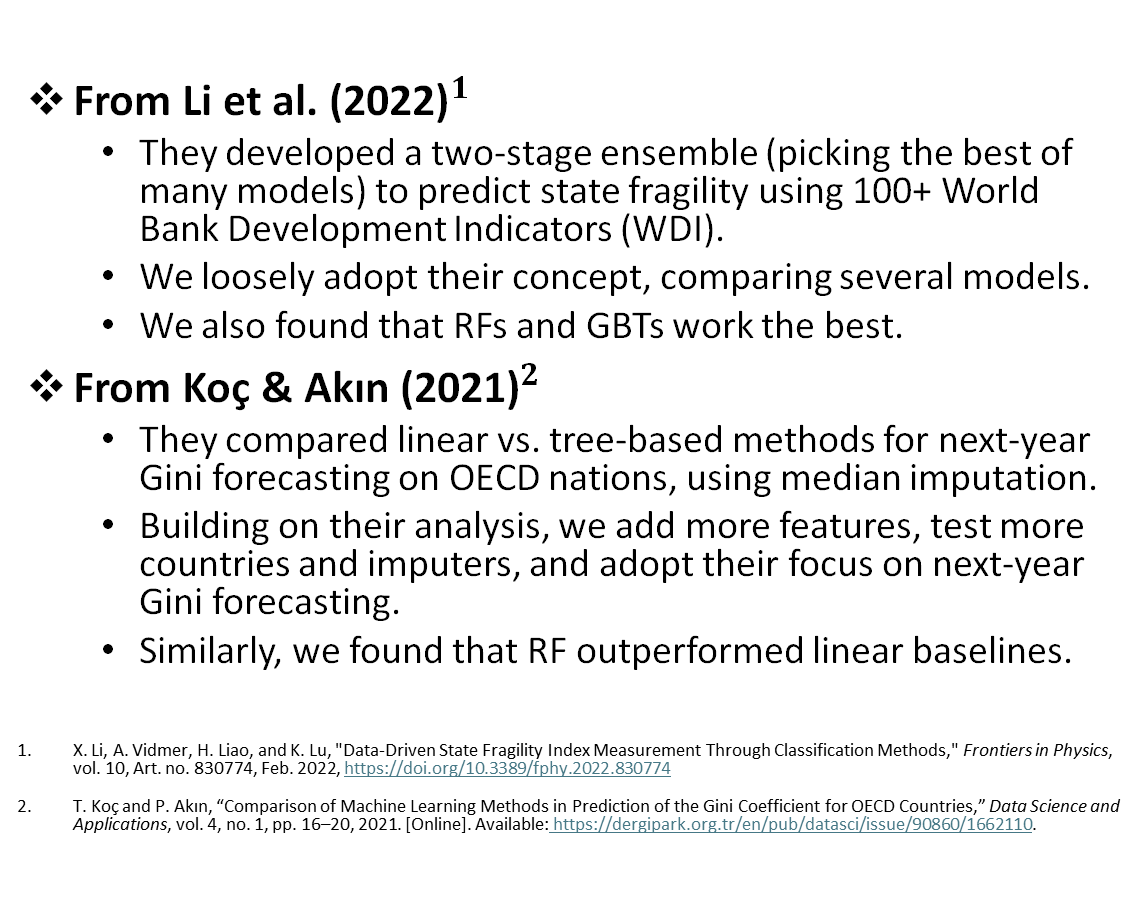 ❖ From Li et al. (2022)¹
• They developed a two-stage ensemble (picking the best of
many models) to predict state fragility using 100+ World
Bank Development Indicators (WDI).
• We loosely adopt their concept, comparing several models.
• We also found that RFs and GBTs work the best.
❖ From Koç & Akın (2021)²
• They compared linear vs. tree-based methods for next-year
Gini forecasting on OECD nations, using median imputation.
• Building on their analysis, we add more features, test more
countries and imputers, and adopt their focus on next-year
Gini forecasting.
• Similarly, we found that RF outperformed linear baselines.
1. X. Li, A. Vidmer, H. Liao, and K. Lu, "Data-Driven State Fragility Index Measurement Through Classification Methods," Frontiers in Physics,
vol. 10, Art. no. 830774, Feb. 2022, https://doi.org/10.3389/fphy.2022.830774
2. T. Koç and P. Akın, “Comparison of Machine Learning Methods in Prediction of the Gini Coefficient for OECD Countries,” Data Science and
Applications, vol. 4, no. 1, pp. 16–20, 2021. [Online]. Available: https://dergipark.org.tr/en/pub/datasci/issue/90860/1662110.